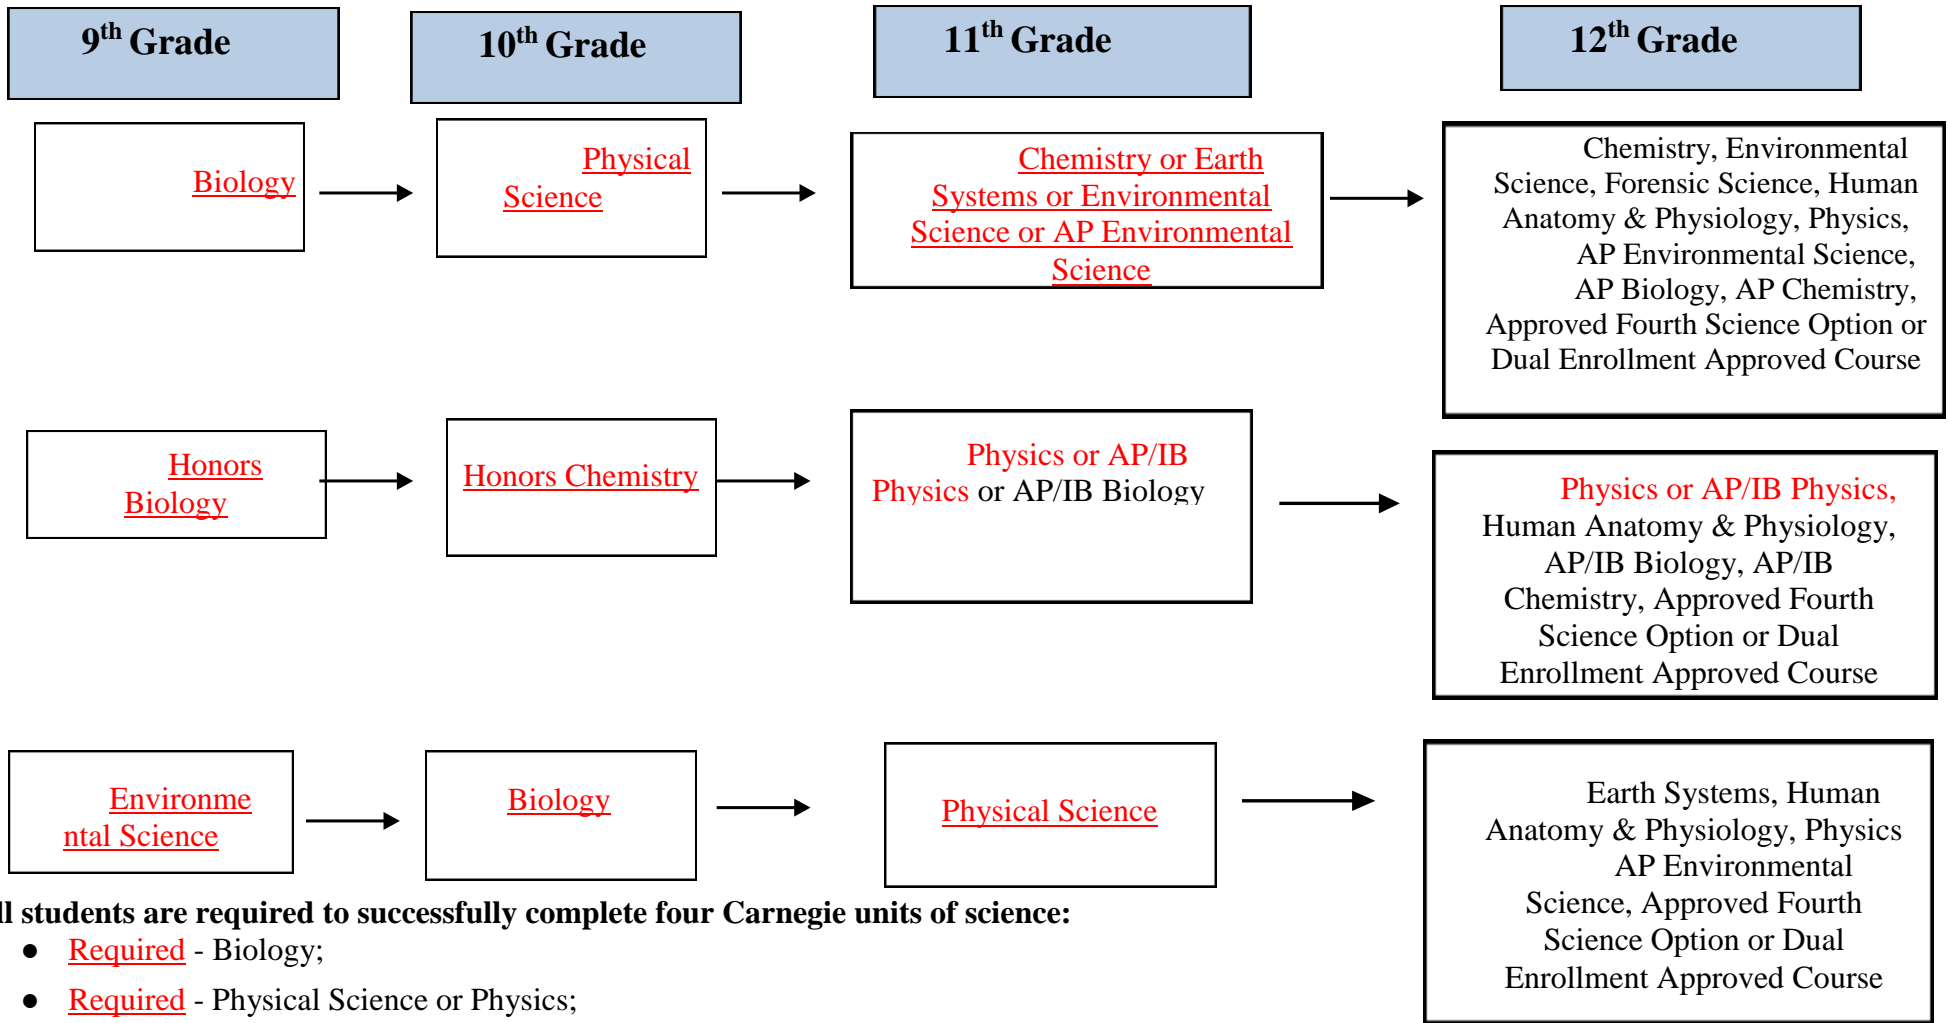 9th Grade
10th Grade
11th Grade
12th Grade
Biology
Physical
Science
Chemistry or Earth
Systems or Environmental
Science or AP Environmental
Science
Chemistry, Environmental
Science, Forensic Science, Human
Anatomy & Physiology, Physics,
AP Environmental Science,
AP Biology, AP Chemistry,
Approved Fourth Science Option or
Dual Enrollment Approved Course
Honors
Biology
Honors Chemistry
Physics or AP/IB
Physics or AP/IB Biology
Physics or AP/IB Physics,
Human Anatomy & Physiology,
AP/IB Biology, AP/IB
Chemistry, Approved Fourth
Science Option or Dual
Enrollment Approved Course
Environme
ntal Science
Biology
Physical Science
Earth Systems, Human
Anatomy & Physiology, Physics
AP Environmental
Science, Approved Fourth
Science Option or Dual
Enrollment Approved Course
ll students are required to successfully complete four Carnegie units of science:
● Required - Biology;
● Required - Physical Science or Physics;